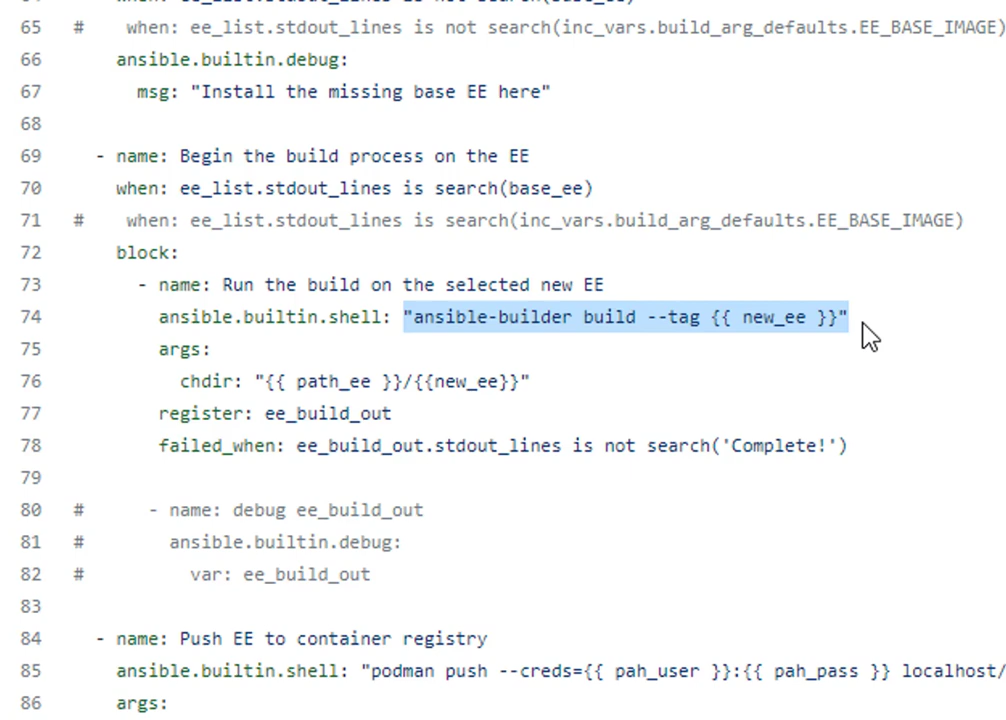 65 #    when: ee_list.stdout_lines is not search(inc_vars.build_arg_defaults.EE_BASE_IMAGE)
66     ansible.builtin.debug:
67       msg: "Install the missing base EE here"
68
69   - name: Begin the build process on the EE
70     when: ee_list.stdout_lines is search(base_ee)
71 #    when: ee_list.stdout_lines is search(inc_vars.build_arg_defaults.EE_BASE_IMAGE)
72     block:
73       - name: Run the build on the selected new EE
74         ansible.builtin.shell: "ansible-builder build --tag {{ new_ee }}"
75         args:
76           chdir: "{{ path_ee }}/{{new_ee}}"
77         register: ee_build_out
78         failed_when: ee_build_out.stdout_lines is not search('Complete!')
79
80 #      - name: debug ee_build_out
81 #        ansible.builtin.debug:
82 #          var: ee_build_out
83
84   - name: Push EE to container registry
85     ansible.builtin.shell: "podman push --creds={{ pah_user }}:{{ pah_pass }} localhost/
86     args: